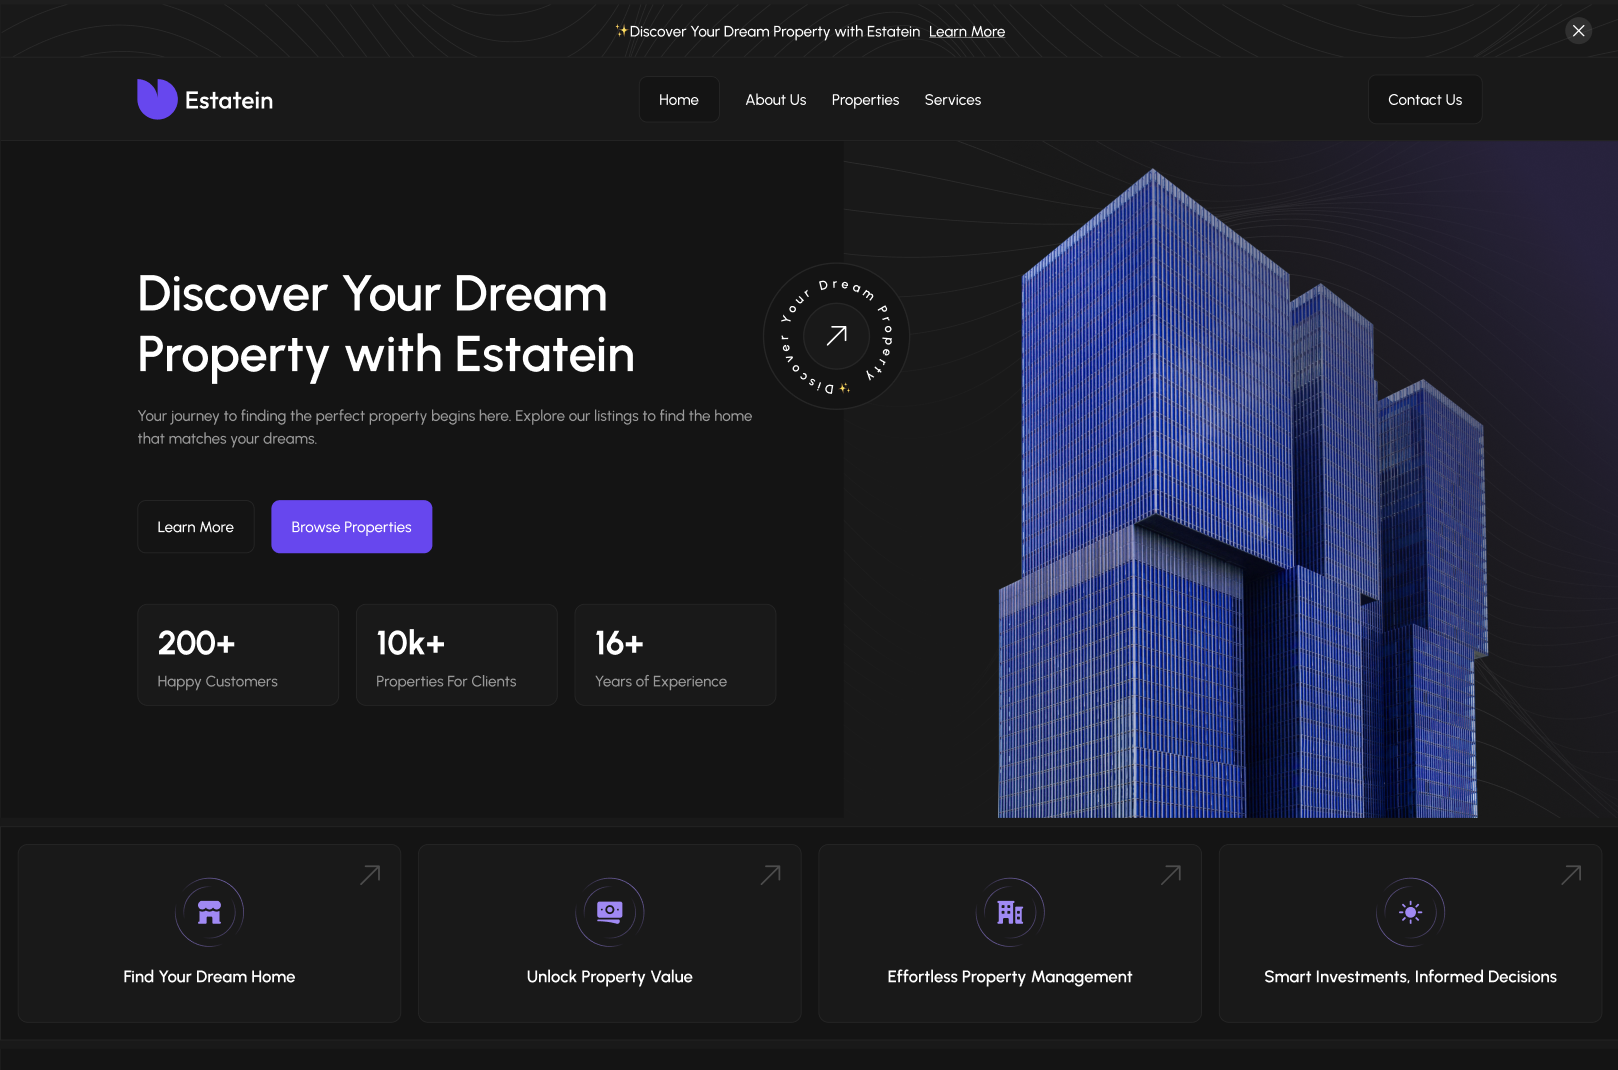 ✨Discover Your Dream Property with Estatein Learn More
Estatein
Home
About Us
Properties
Services
Contact Us
Discover Your Dream
Property with Estatein
✨Discover Your Dream Property
Your journey to finding the perfect property begins here. Explore our listings to find the home
that matches your dreams.
Learn More
Browse Properties
200+
Happy Customers
10k+
Properties For Clients
16+
Years of Experience
Find Your Dream Home
Unlock Property Value
Effortless Property Management
Smart Investments, Informed Decisions